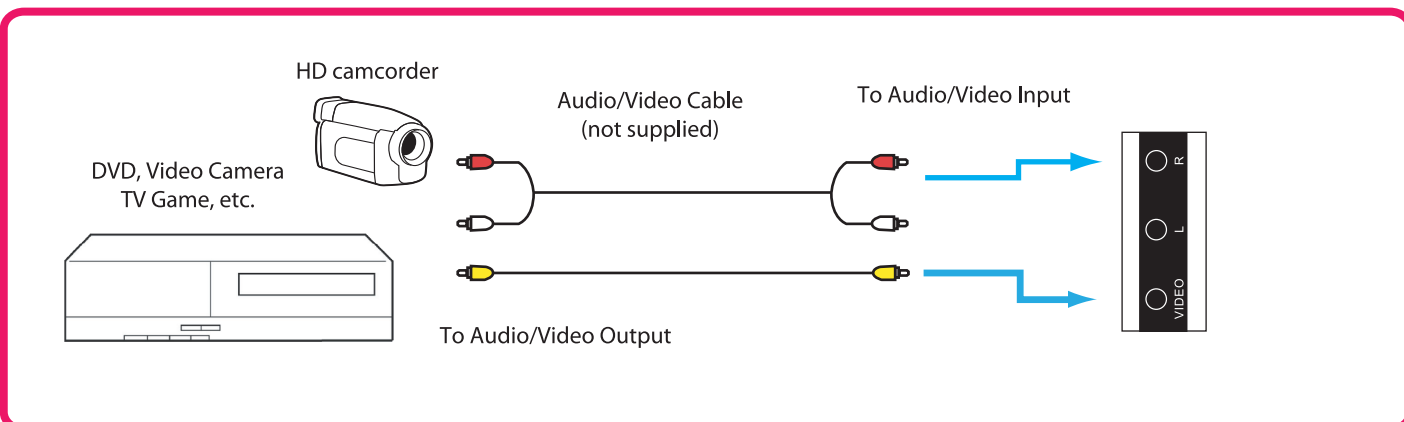 HD camcorder
Audio/Video Cable
(not supplied)
To Audio/Video Input
DVD, Video Camera
TV Game, etc.
To Audio/Video Output
R
L
VIDEO